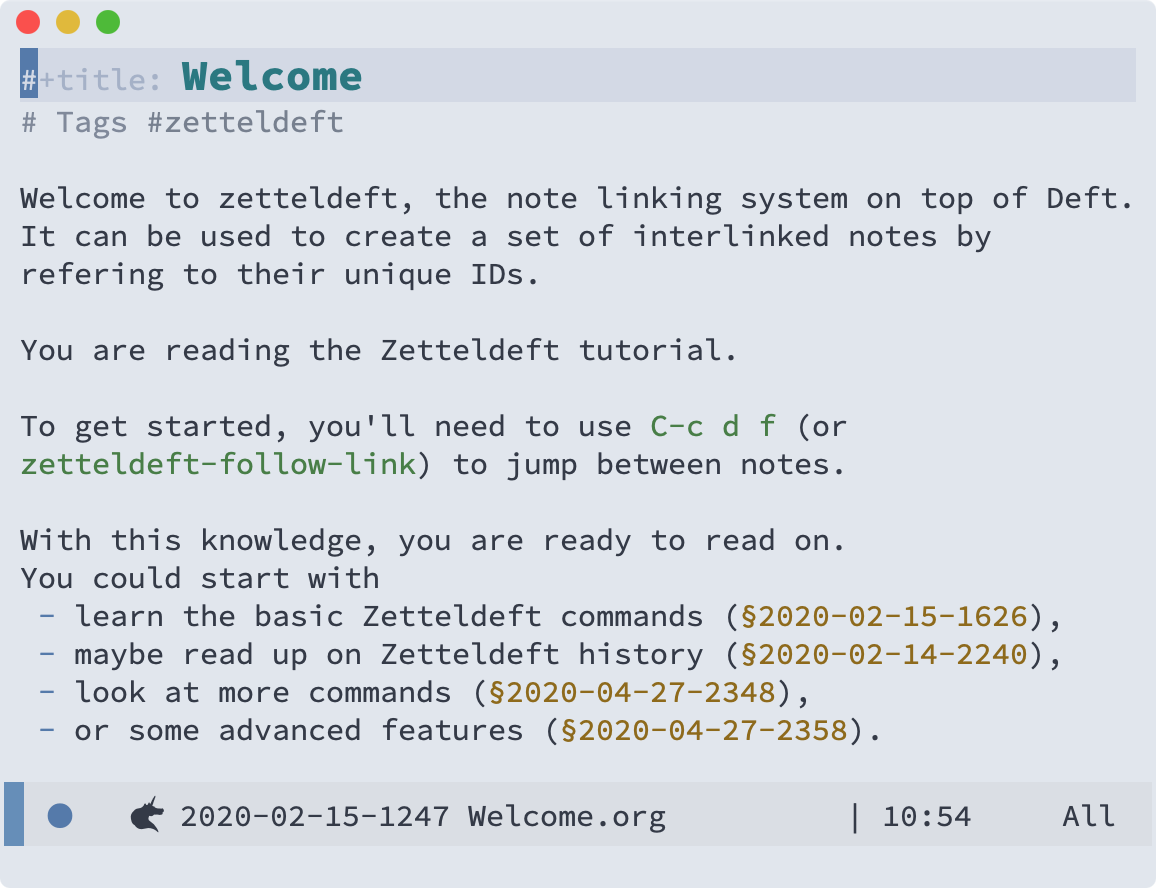 #+title: Welcome
# Tags #zetteldeft
Welcome to zetteldeft, the note linking system on top of Deft.
It can be used to create a set of interlinked notes by
refering to their unique IDs.
You are reading the Zetteldeft tutorial.
To get started, you'll need to use C-c d f (or
zetteldeft-follow-link) to jump between notes.
With this knowledge, you are ready to read on.
You could start with
- learn the basic Zetteldeft commands (§2020-02-15-1626),
- maybe read up on Zetteldeft history (§2020-02-14-2240),
- look at more commands (§2020-04-27-2348),
- or some advanced features (§2020-04-27-2358).
2020-02-15-1247 Welcome.org | 10:54 All